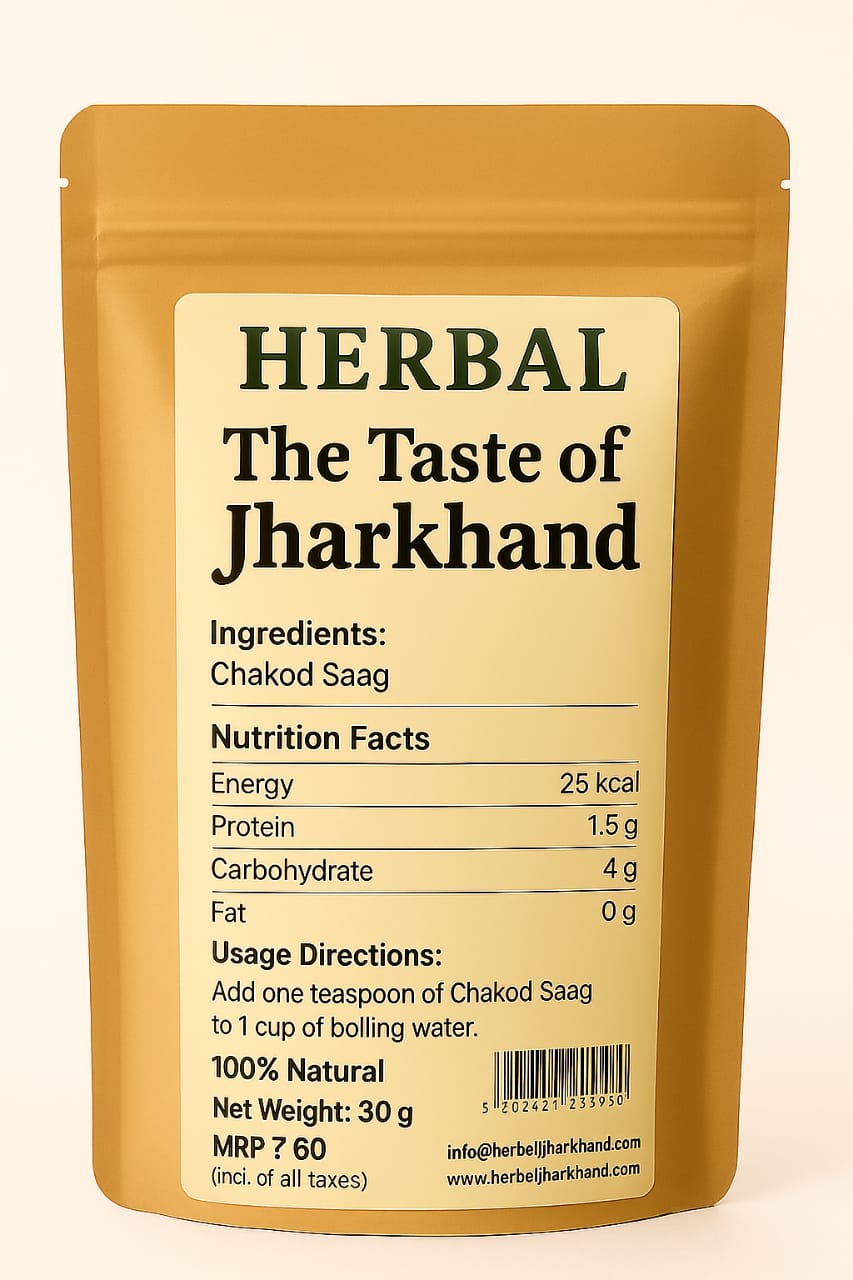 HERBAL
The Taste of
Jharkhand
Ingredients:
Chakod Saag
Nutrition Facts
Energy 25 kcal
Protein 1.5 g
Carbohydrate 4 g
Fat 0 g
Usage Directions:
Add one teaspoon of Chakod Saag
to 1 cup of bolling water.
100% Natural
Net Weight: 30 g
MRP ? 60
(inci. of all taxes)
5 202421 233950
info@herbelljharkhand.com
www.herbeljharkhand.com